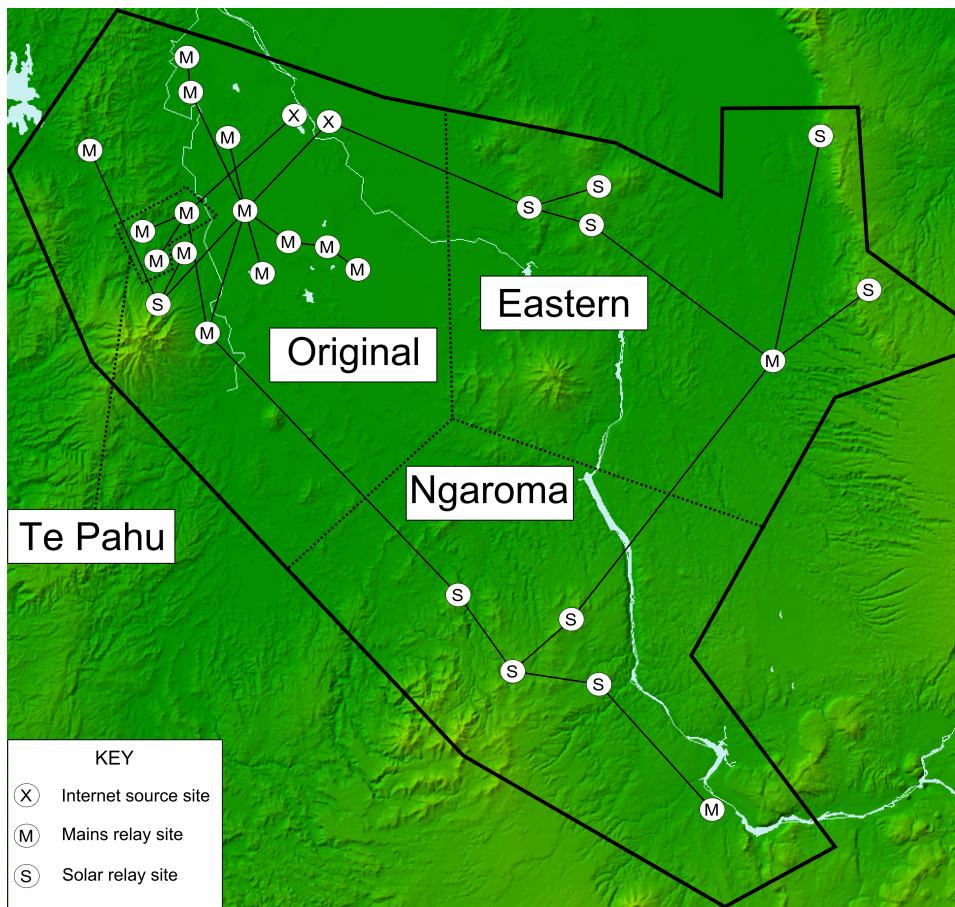 M
M
X
X
M
M
S
M
S
S
M
M
S
M
M
M
M
M
M
M
M
S
S
M
M
Eastern
Original
Ngaroma
Te Pahu
S
S
S
S
M
KEY
X Internet source site
M Mains relay site
S Solar relay site